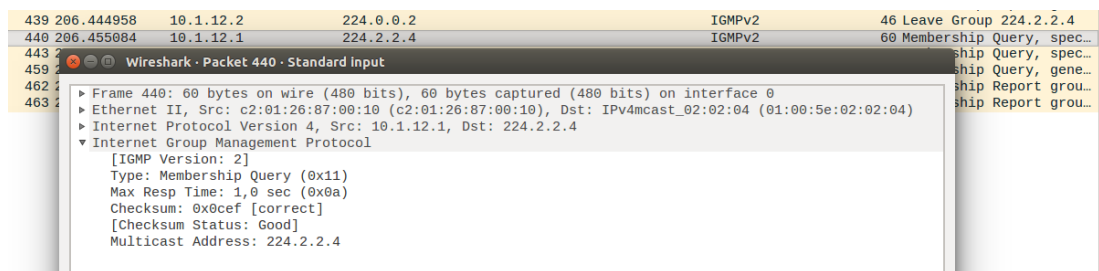 439 206.444958 10.1.12.2 224.0.0.2 IGMPv2 46 Leave Group 224.2.2.4
440 206.455084 10.1.12.1 224.2.2.4 IGMPv2 60 Membership Query, spec…
443 2 ship Query, spec…
Wireshark · Packet 440 · Standard input
459 2 ship Query, gene…
462 2 ship Report grou…
463 2 ship Report grou…
Frame 440: 60 bytes on wire (480 bits), 60 bytes captured (480 bits) on interface 0
Ethernet II, Src: c2:01:26:87:00:10 (c2:01:26:87:00:10), Dst: IPv4mcast_02:02:04 (01:00:5e:02:02:04)
Internet Protocol Version 4, Src: 10.1.12.1, Dst: 224.2.2.4
Internet Group Management Protocol
[IGMP Version: 2]
Type: Membership Query (0x11)
Max Resp Time: 1,0 sec (0x0a)
Checksum: 0x0cef [correct]
[Checksum Status: Good]
Multicast Address: 224.2.2.4